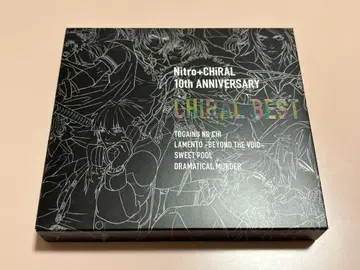 Nitro+CHiRAL
10th ANNIVERSARY
CHiRAL BEST
TOGAINU NO CHI
LAMENTO -BEYOND THE VOID-
SWEET POOL
DRAMATICAL MURDER